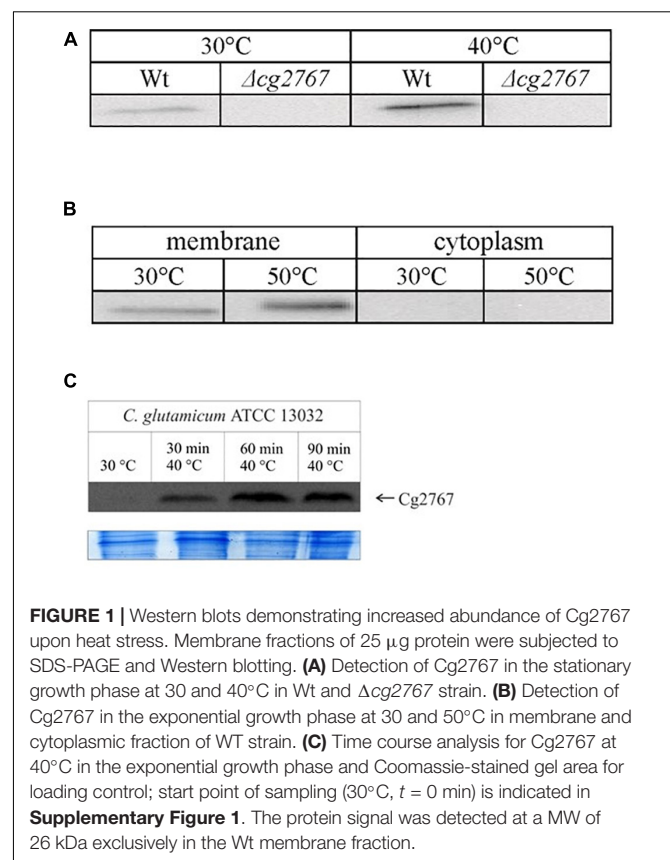 A
30°C 40°C
Wt Δcg2767 Wt Δcg2767
B
membrane cytoplasm
30°C 50°C 30°C 50°C
C
C. glutamicum ATCC 13032
30 °C 30 min 40 °C 60 min 40 °C 90 min 40 °C
←Cg2767
FIGURE 1 | Western blots demonstrating increased abundance of Cg2767
upon heat stress. Membrane fractions of 25 μg protein were subjected to
SDS-PAGE and Western blotting. (A) Detection of Cg2767 in the stationary
growth phase at 30 and 40°C in Wt and Δcg2767 strain. (B) Detection of
Cg2767 in the exponential growth phase at 30 and 50°C in membrane and
cytoplasmic fraction of WT strain. (C) Time course analysis for Cg2767 at
40°C in the exponential growth phase and Coomassie-stained gel area for
loading control; start point of sampling (30°C, t = 0 min) is indicated in
Supplementary Figure 1. The protein signal was detected at a MW of
26 kDa exclusively in the Wt membrane fraction.